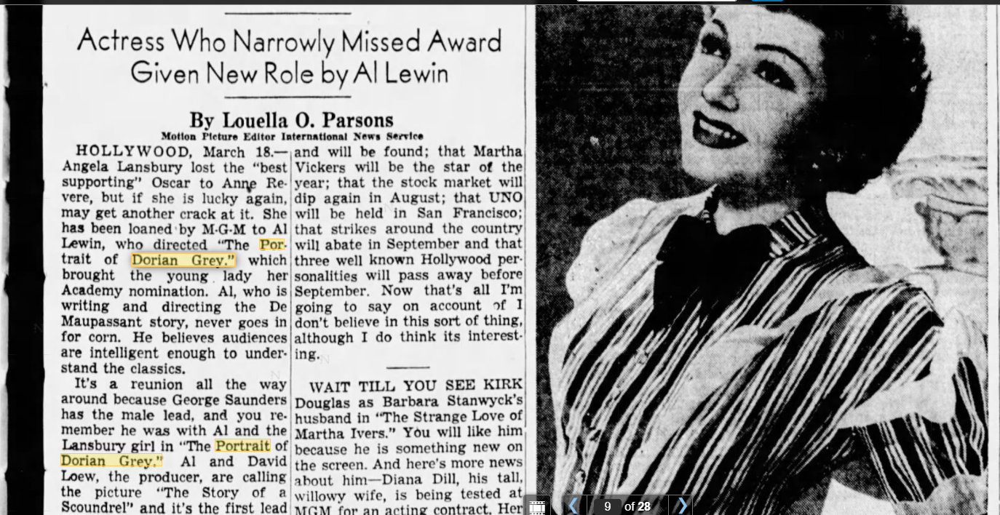 Actress Who Narrowly Missed Award
Given New Role by Al Lewin
By Louella O. Parsons
Motion Picture Editor International News Service
HOLLYWOOD, March 18.—
Angela Lansbury lost the "best
supporting" Oscar to Anne Re-
vere, but if she is lucky again,
may get another crack at it. She
has been loaned by M-G-M to Al
Lewin, who directed "The Por-
trait of Dorian Grey," which
brought the young lady her
Academy nomination. Al, who is
writing and directing the De
Maupassant story, never goes in
for corn. He believes audiences
are intelligent enough to under-
stand the classics.
It's a reunion all the way
around because George Saunders
has the male lead, and you re-
member he was with Al and the
Lansbury girl in "The Portrait of
Dorian Grey." Al and David
Loew, the producer, are calling
the picture "The Story of a
Scoundrel" and it's the first lead
and will be found; that Martha
Vickers will be the star of the
year; that the stock market will
dip again in August; that UNO
will be held in San Francisco;
that strikes around the country
will abate in September and that
three well known Hollywood per-
sonalities will pass away before
September. Now that's all I'm
going to say on account of I
don't believe in this sort of thing,
although I do think its interest-
ing.
WAIT TILL YOU SEE KIRK
Douglas as Barbara Stanwyck's
husband in "The Strange Love of
Martha Ivers." You will like him
because he is something new on
the screen. And here's more news
about him—Diana Dill, his tall,
willowy wife, is being tested at
MGM for an acting contract. Her
9 of 28